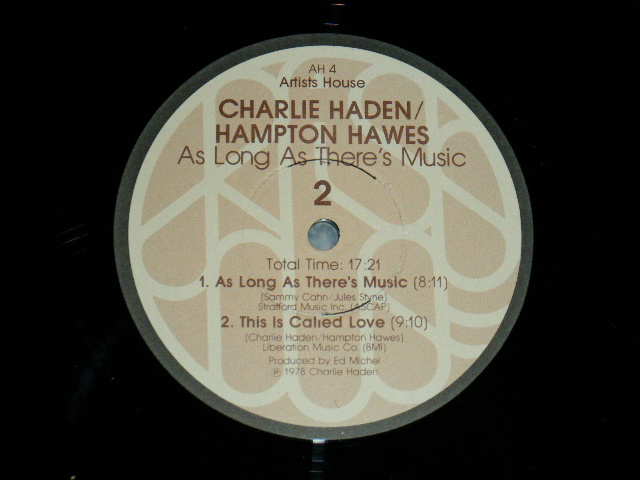 AH 4
Artists House
CHARLIE HADEN/
HAMPTON HAWES
As Long As There's Music
2
Total Time: 17:21
1. As Long As There's Music (8:11)
(Sammy Cahn/Jules Styne)
Stratford Music Inc. (ASCAP)
2. This Is Called Love (9:10)
(Charlie Haden/Hampton Hawes)
Liberation Music Co. (BMI)
Produced by Ed Michel
℗ 1978 Charlie Haden